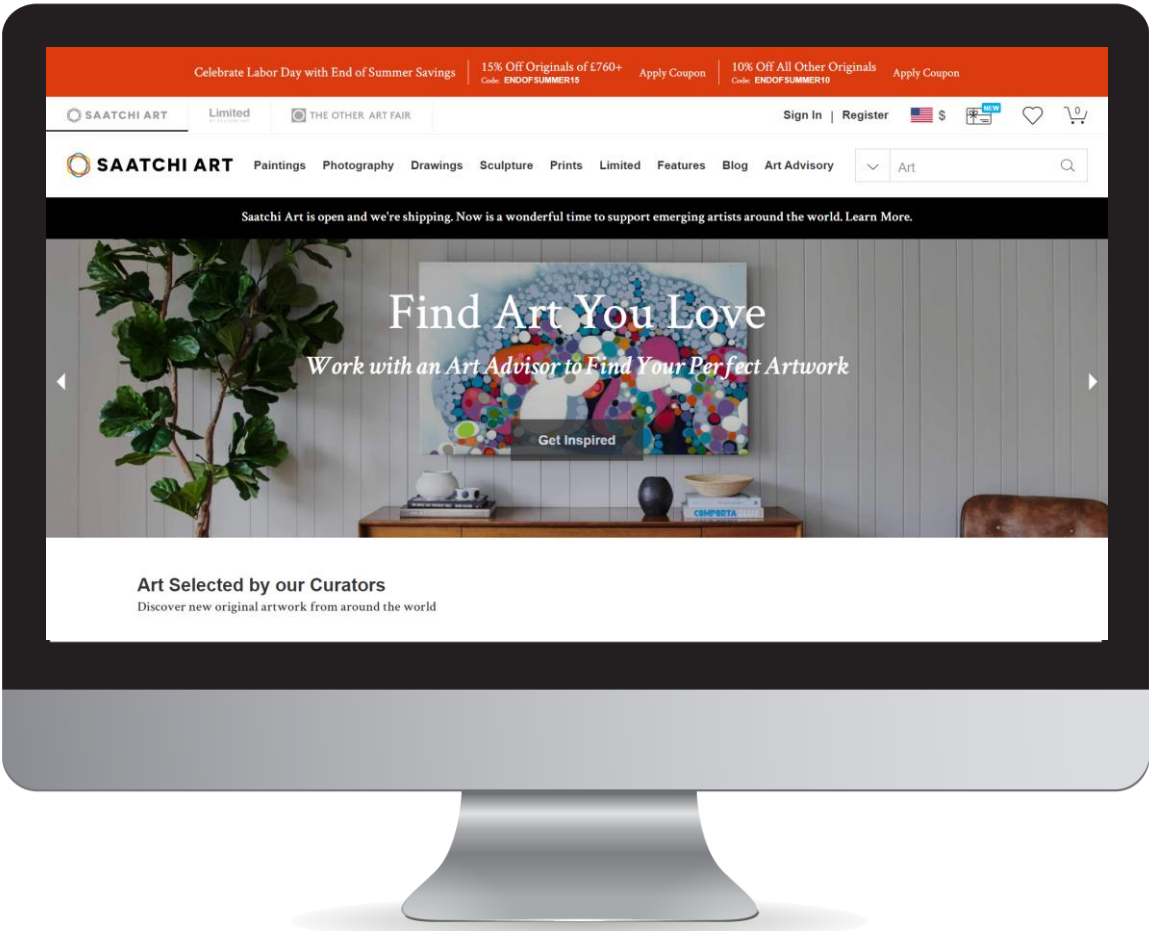 Celebrate Labor Day with End of Summer Savings
15% Off Originals of £760+
Code: ENDOFSUMMER15
Apply Coupon
10% Off All Other Originals
Code: ENDOFSUMMER10
Apply Coupon
SAATCHI ART
Limited
THE OTHER ART FAIR
Sign In | Register
$
NEW
0
SAATCHI ART
Paintings Photography Drawings Sculpture Prints Limited Features Blog Art Advisory
Art
Saatchi Art is open and we're shipping. Now is a wonderful time to support emerging artists around the world. Learn More.
Find Art You Love
Work with an Art Advisor to Find Your Perfect Artwork
Get Inspired
COMPORTA
Art Selected by our Curators
Discover new original artwork from around the world